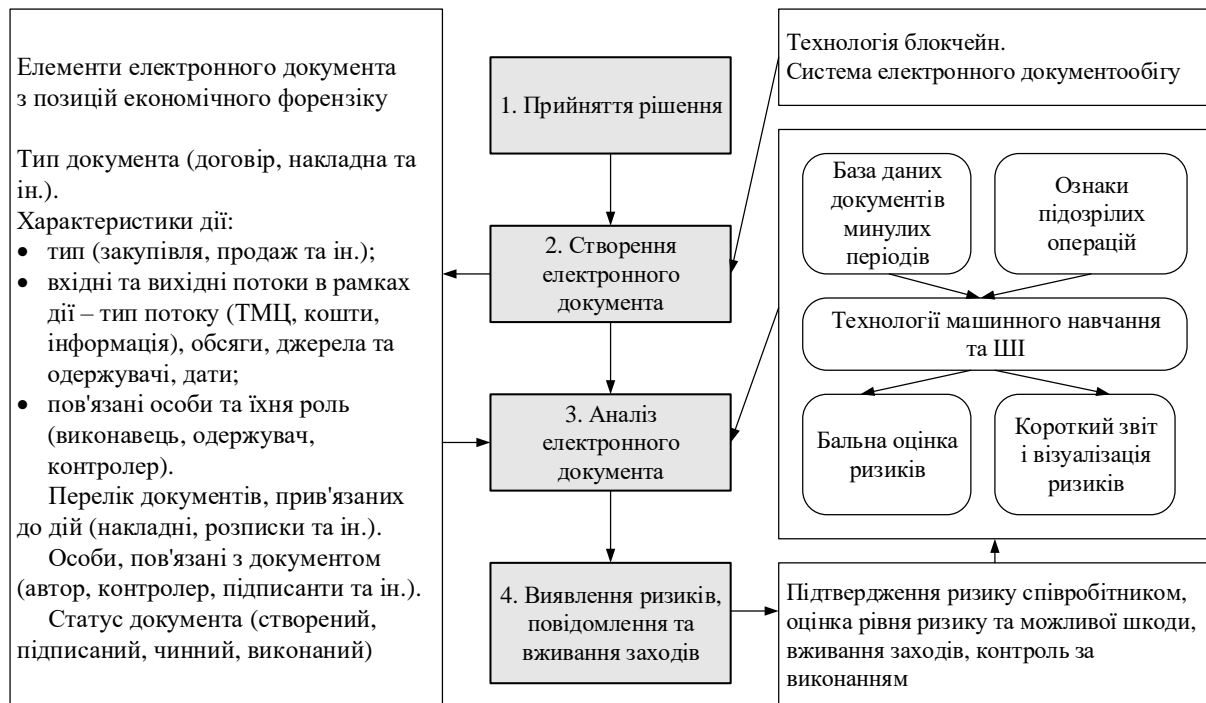 Елементи електронного документа
з позицій економічного форензіку
Тип документа (договір, накладна та
ін.).
Характеристики дії:
• тип (закупівля, продаж та ін.);
• вхідні та вихідні потоки в рамках
дії – тип потоку (ТМЦ, кошти,
інформація), обсяги, джерела та
одержувачі, дати;
• пов'язані особи та їхня роль
(виконавець, одержувач,
контролер).
Перелік документів, прив'язаних
до дій (накладні, розписки та ін.).
Особи, пов'язані з документом
(автор, контролер, підписанти та ін.).
Статус документа (створений,
підписаний, чинний, виконаний)
1. Прийняття рішення
2. Створення
електронного
документа
3. Аналіз
електронного
документа
4. Виявлення ризиків,
повідомлення та
вживання заходів
Технологія блокчейн.
Система електронного документообігу
База даних
документів
минулих
періодів
Ознаки
підозрілих
операцій
Технології машинного навчання
та ШІ
Бальна оцінка
ризиків
Короткий звіт
і візуалізація
ризиків
Підтвердження ризику співробітником,
оцінка рівня ризику та можливої шкоди,
вживання заходів, контроль за
виконанням